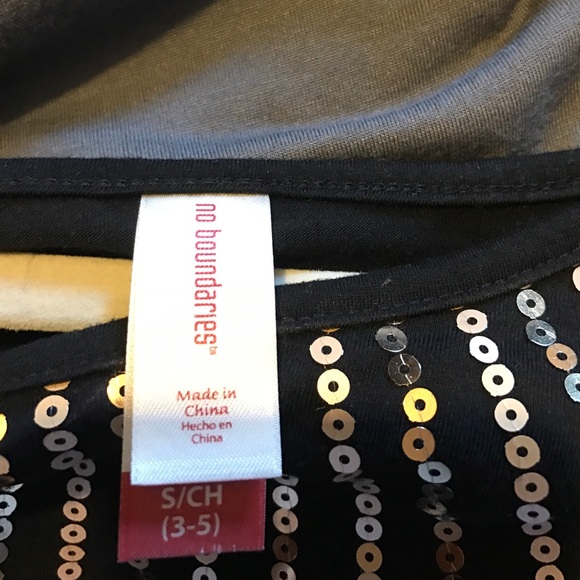 no boundaries
Made in
China
Hecho en
China
S/CH
(3-5)